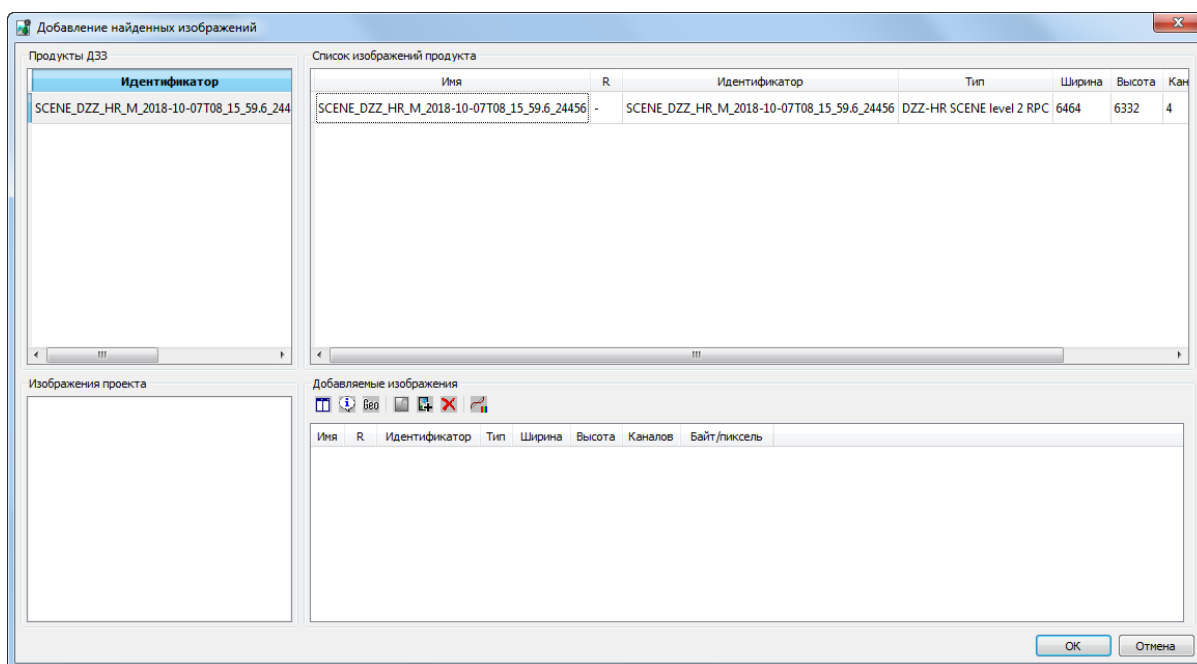 Добавление найденных изображений
Продукты ДЗЗ
Идентификатор
SCENE_DZZ_HR_M_2018-10-07T08_15_59.6_244
Список изображений продукта
Имя R Идентификатор Тип Ширина Высота Кан
SCENE_DZZ_HR_M_2018-10-07T08_15_59.6_24456 - SCENE_DZZ_HR_M_2018-10-07T08_15_59.6_24456 DZZ-HR SCENE level 2 RPC 6464 6332 4
Изображения проекта
Добавляемые изображения
Geo
Имя R Идентификатор Тип Ширина Высота Каналов Байт/пиксель
OK Отмена